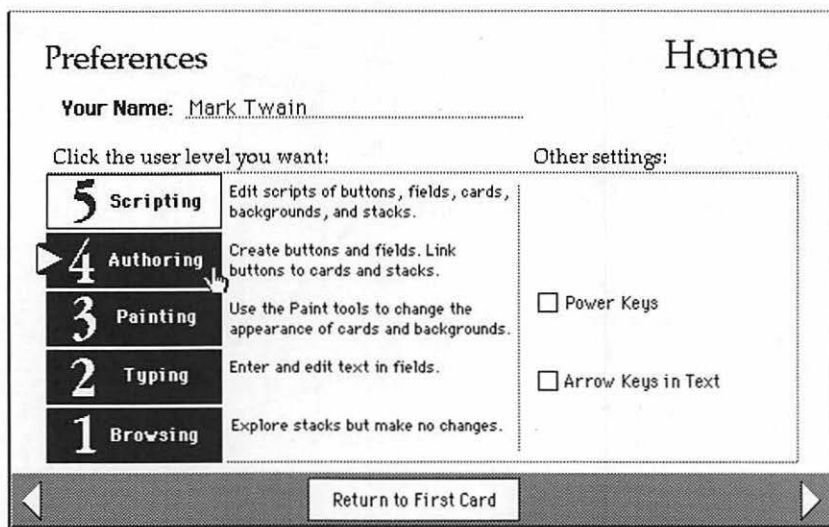 Preferences
Home
Your Name: Mark Twain
Click the user level you want:
Other settings:
5 Scripting
Edit scripts of buttons, fields, cards,
backgrounds, and stacks.
4 Authoring
Create buttons and fields. Link
buttons to cards and stacks.
3 Painting
Use the Paint tools to change the
appearance of cards and backgrounds.
Power Keys
2 Typing
Enter and edit text in fields.
Arrow Keys in Text
1 Browsing
Explore stacks but make no changes.
Return to First Card